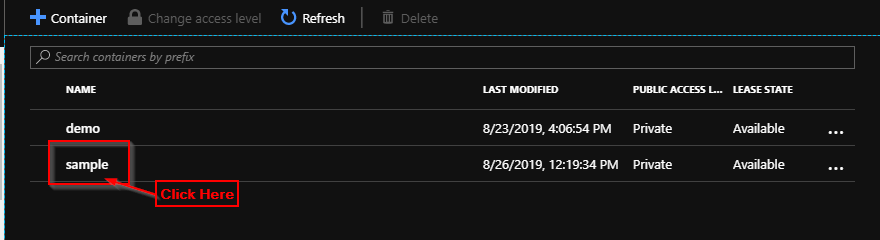 Container Change access level Refresh Delete
Search containers by prefix
NAME LAST MODIFIED PUBLIC ACCESS L... LEASE STATE
demo 8/23/2019, 4:06:54 PM Private Available ...
sample 8/26/2019, 12:19:34 PM Private Available ...
Click Here